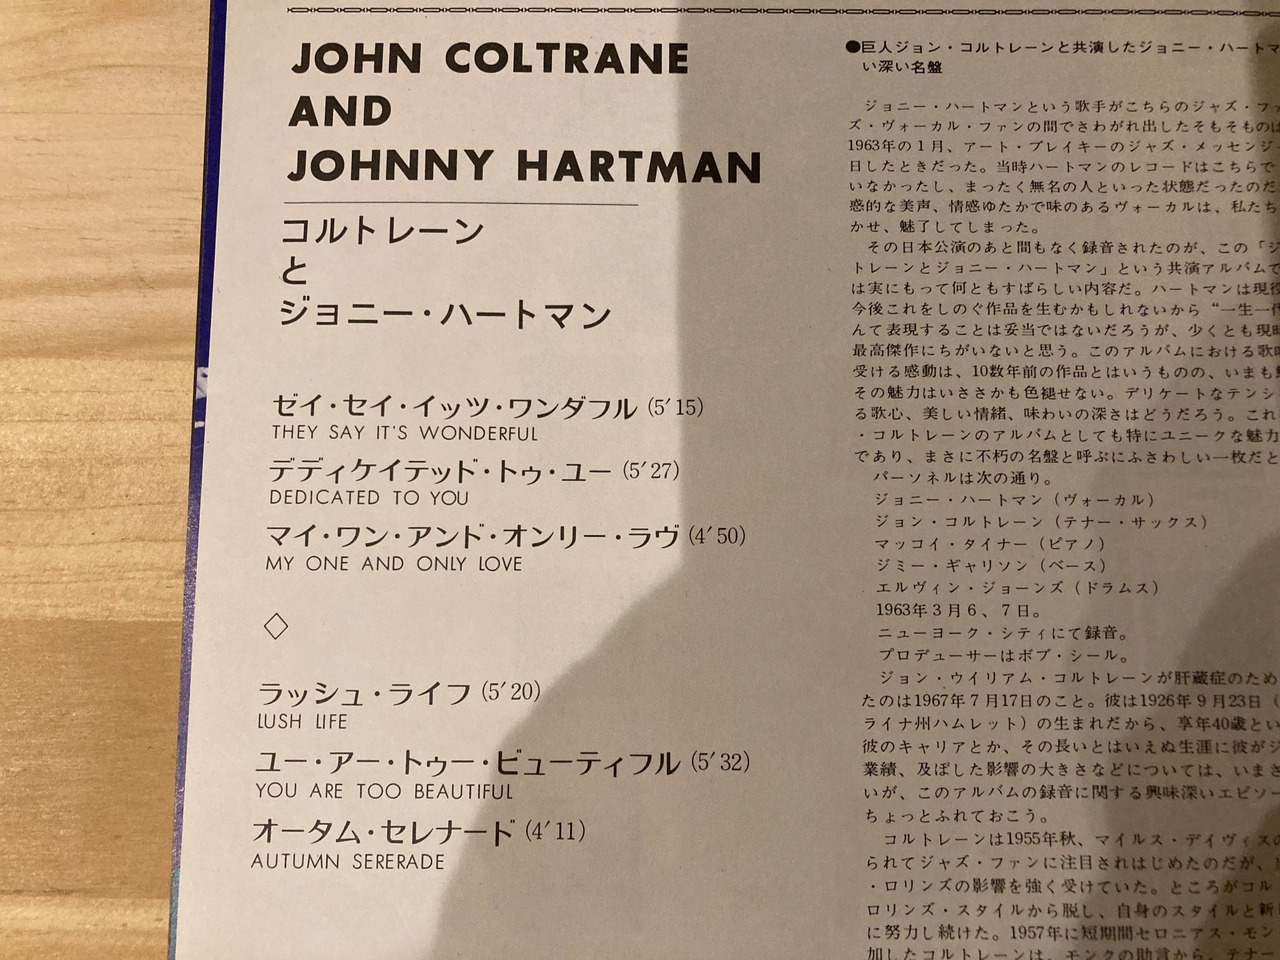 JOHN COLTRANE
AND
JOHNNY HARTMAN
コルトレーン
と
ジョニー・ハートマン
ゼイ・セイ・イッツ・ワンダフル (5′15)
THEY SAY IT'S WONDERFUL
デディケイテッド・トゥ・ユー (5′27)
DEDICATED TO YOU
マイ・ワン・アンド・オンリー・ラヴ (4′50)
MY ONE AND ONLY LOVE
◇
ラッシュ・ライフ (5′20)
LUSH LIFE
ユー・アー・トゥー・ビューティフル (5′32)
YOU ARE TOO BEAUTIFUL
オータム・セレナード (4′11)
AUTUMN SERERADE
●巨人ジョン・コルトレーンと共演したジョニー・ハートマ
い深い名盤
ジョニー・ハートマンという歌手がこちらのジャズ・ファ
ズ・ヴォーカル・ファンの間でさわがれ出したそもそもの
1963年の1月、アート・ブレイキーのジャズ・メッセンジ
日したときだった。当時ハートマンのレコードはこちらで
いなかったし、まったく無名の人といった状態だったのだ
惑的な美声、情感ゆたかで味のあるヴォーカルは、私たち
かせ、魅了してしまった。
その日本公演のあと間もなく録音されたのが、この「ジ
トレーンとジョニー・ハートマン」という共演アルバムで
は実にもって何ともすばらしい内容だ。ハートマンは現役
今後これをしのぐ作品を生むかもしれないから“一生一代
んて表現することは妥当ではないだろうが、少くとも現時
最高傑作にちがいないと思う。このアルバムにおける歌唱
受ける感動は、10数年前の作品とはいうものの、いまも
その魅力はいささかも色褪せない。デリケートなテンシ
る歌心、美しい情緒、味わいの深さはどうだろう。これ
・コルトレーンのアルバムとしても特にユニークな魅力
であり、まさに不朽の名盤と呼ぶにふさわしい一枚だと
パーソネルは次の通り。
ジョニー・ハートマン（ヴォーカル）
ジョン・コルトレーン（テナー・サックス）
マッコイ・タイナー（ピアノ）
ジミー・ギャリソン（ベース）
エルヴィン・ジョーンズ（ドラムス）
1963年3月6、7日。
ニューヨーク・シティにて録音。
プロデューサーはボブ・シール。
ジョン・ウイリアム・コルトレーンが肝蔵症のため
たのは1967年7月17日のこと。彼は1926年9月23日（
ライナ州ハムレット）の生まれだから、享年40歳とい
彼のキャリアとか、その長いとはいえぬ生涯に彼がジ
業績、及ぼした影響の大きさなどについては、いまさ
いが、このアルバムの録音に関する興味深いエピソー
ちょっとふれておこう。
コルトレーンは1955年秋、マイルス・デイヴィスの
られてジャズ・ファンに注目されはじめたのだが、
・ロリンズの影響を強く受けていた。ところがコル
ロリンズ・スタイルから脱し、自身のスタイルと新
に努力し続けた。1957年に短期間セロニアス・モン
加したコルトレーンは、モンクの助言から、テナー